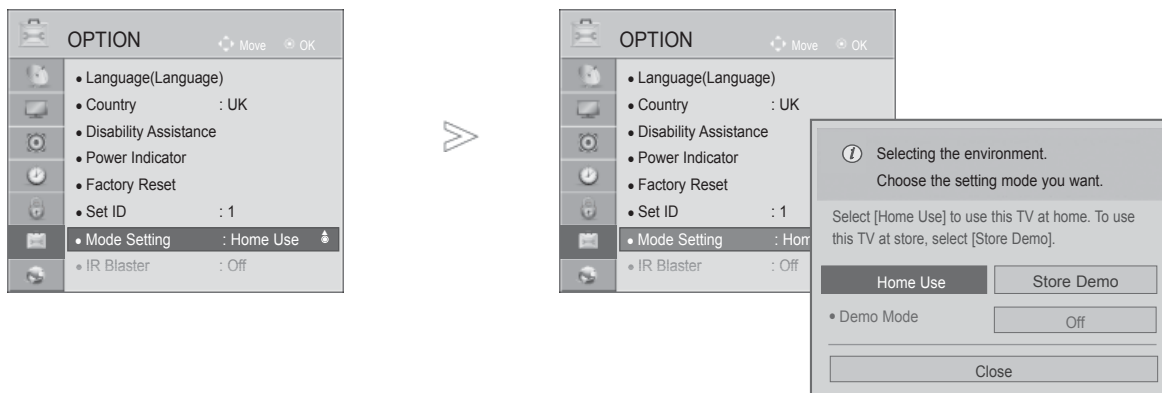 OPTION Move OK
• Language(Language)
• Country : UK
• Disability Assistance
• Power Indicator
• Factory Reset
• Set ID : 1
• Mode Setting : Home Use
• IR Blaster : Off
OPTION Move OK
• Language(Language)
• Country : UK
• Disability Assistance
• Power Indicator
• Factory Reset
• Set ID : 1
• Mode Setting : Hom
• IR Blaster : Off
i Selecting the environment.
Choose the setting mode you want.
Select [Home Use] to use this TV at home. To use
this TV at store, select [Store Demo].
Home Use Store Demo
• Demo Mode Off
Close